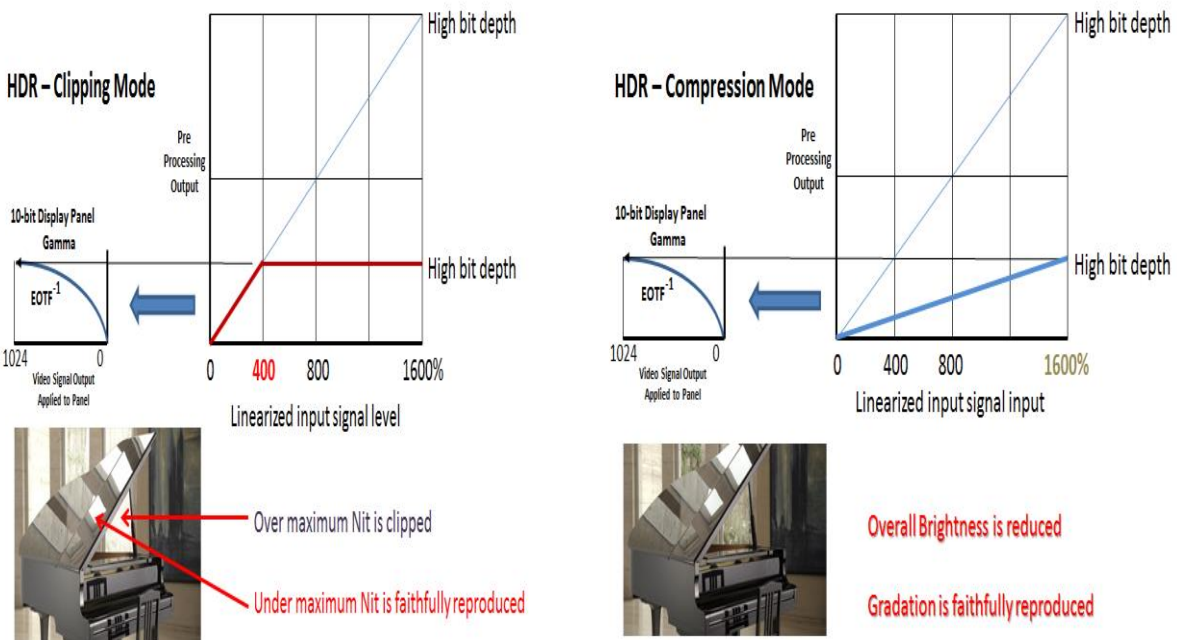 High bit depth
HDR – Clipping Mode
Pre
Processing
Output
10-bit Display Panel
Gamma
EOTF-1
High bit depth
1024
0
Video Signal Output
Applied to Panel
0
400
800
1600%
Linearized input signal level
Over maximum Nit is clipped
Under maximum Nit is faithfully reproduced
High bit depth
HDR – Compression Mode
Pre
Processing
Output
10-bit Display Panel
Gamma
EOTF-1
High bit depth
1024
0
Video Signal Output
Applied to Panel
0
400
800
1600%
Linearized input signal input
Overall Brightness is reduced
Gradation is faithfully reproduced